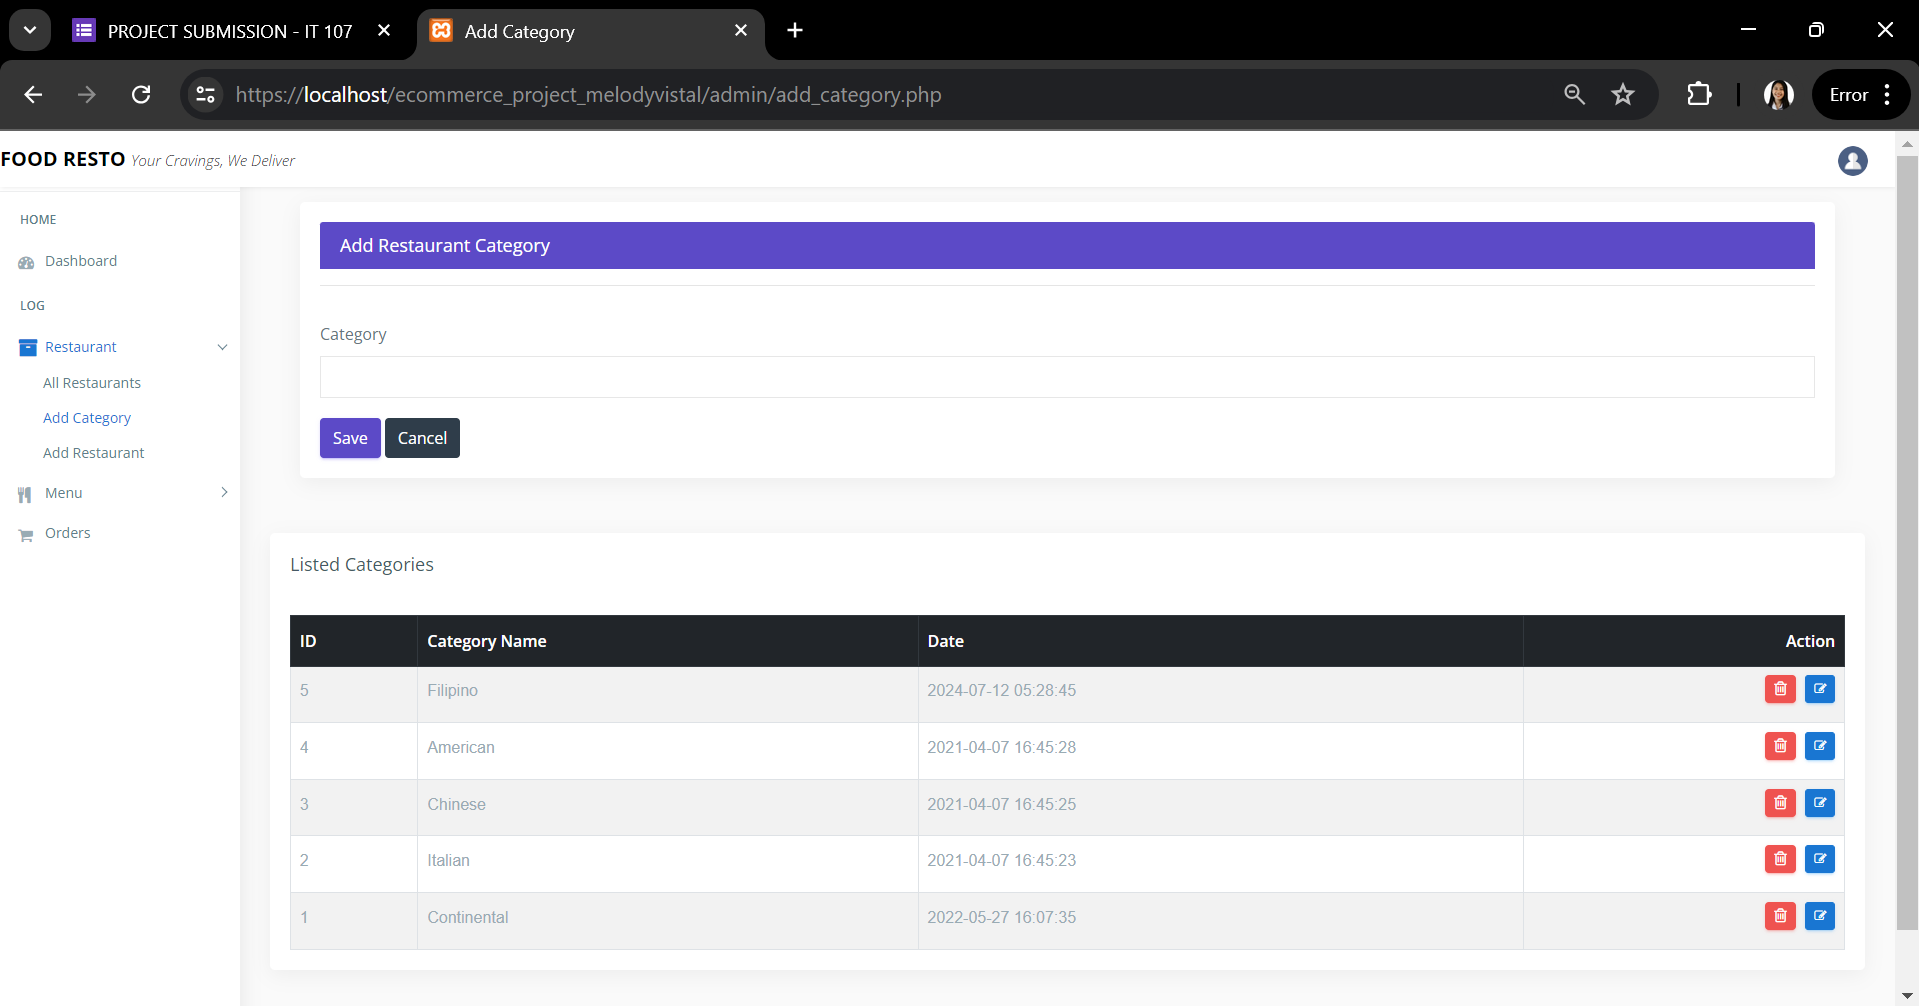 PROJECT SUBMISSION - IT 107
Add Category
https://localhost/ecommerce_project_melodyvistal/admin/add_category.php
Error
FOOD RESTO Your Cravings, We Deliver
HOME
Dashboard
LOG
Restaurant
All Restaurants
Add Category
Add Restaurant
Menu
Orders
Add Restaurant Category
Category
Save Cancel
Listed Categories
ID Category Name Date Action
5 Filipino 2024-07-12 05:28:45
4 American 2021-04-07 16:45:28
3 Chinese 2021-04-07 16:45:25
2 Italian 2021-04-07 16:45:23
1 Continental 2022-05-27 16:07:35